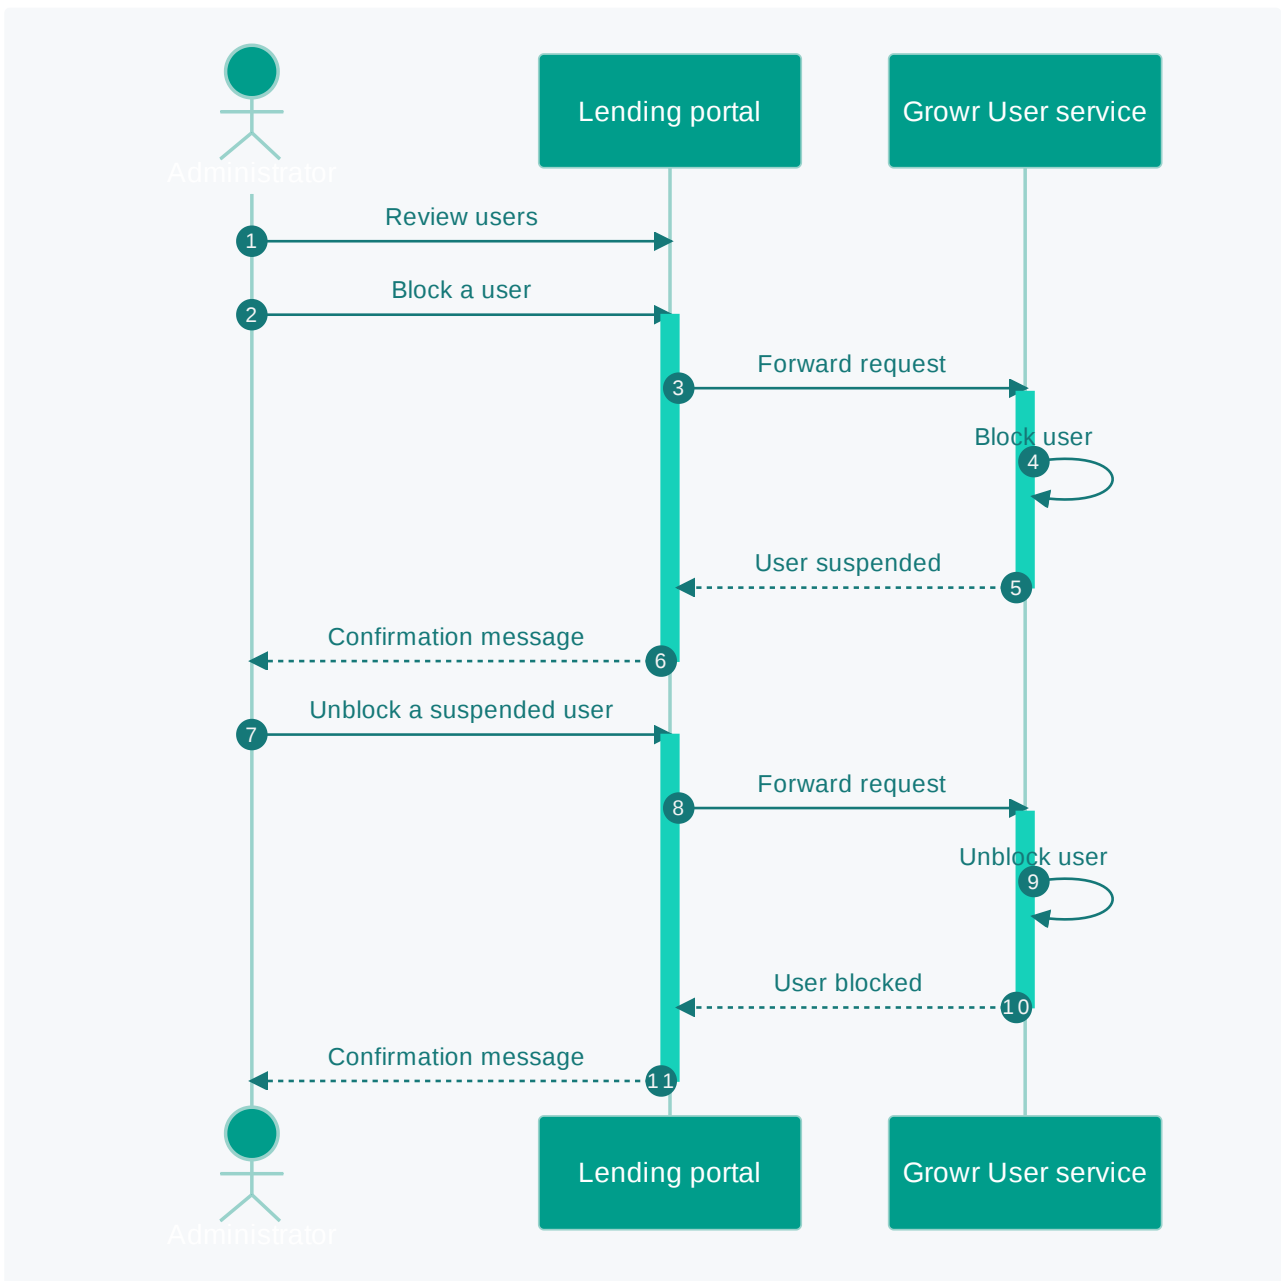 Administrator
Lending portal
Growr User service
Review users
1
Block a user
2
Forward request
3
Block user
4
User suspended
5
Confirmation message
6
Unblock a suspended user
7
Forward request
8
Unblock user
9
User blocked
10
Confirmation message
11
Administrator
Lending portal
Growr User service